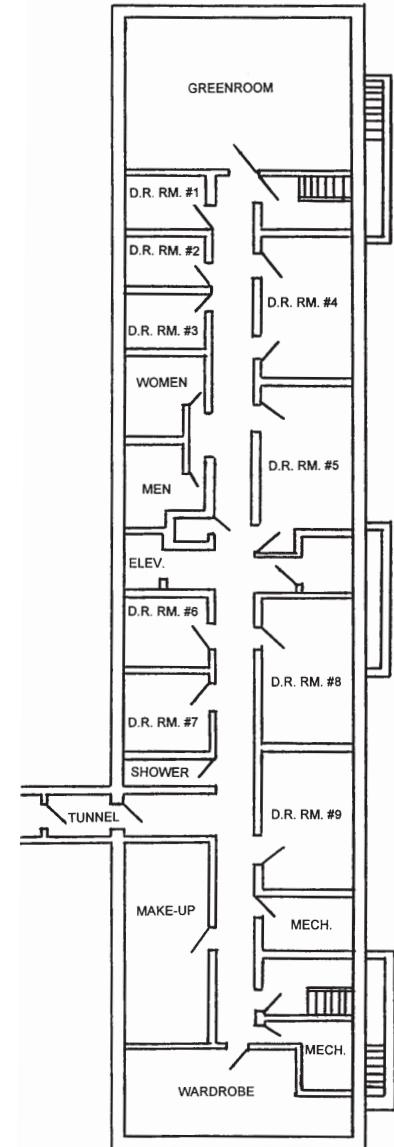 GREENROOM
D.R. RM. #1
D.R. RM. #2
D.R. RM. #4
D.R. RM. #3
WOMEN
D.R. RM. #5
MEN
ELEV.
D.R. RM. #6
D.R. RM. #8
D.R. RM. #7
SHOWER
TUNNEL
D.R. RM. #9
MAKE-UP
MECH.
MECH.
WARDROBE